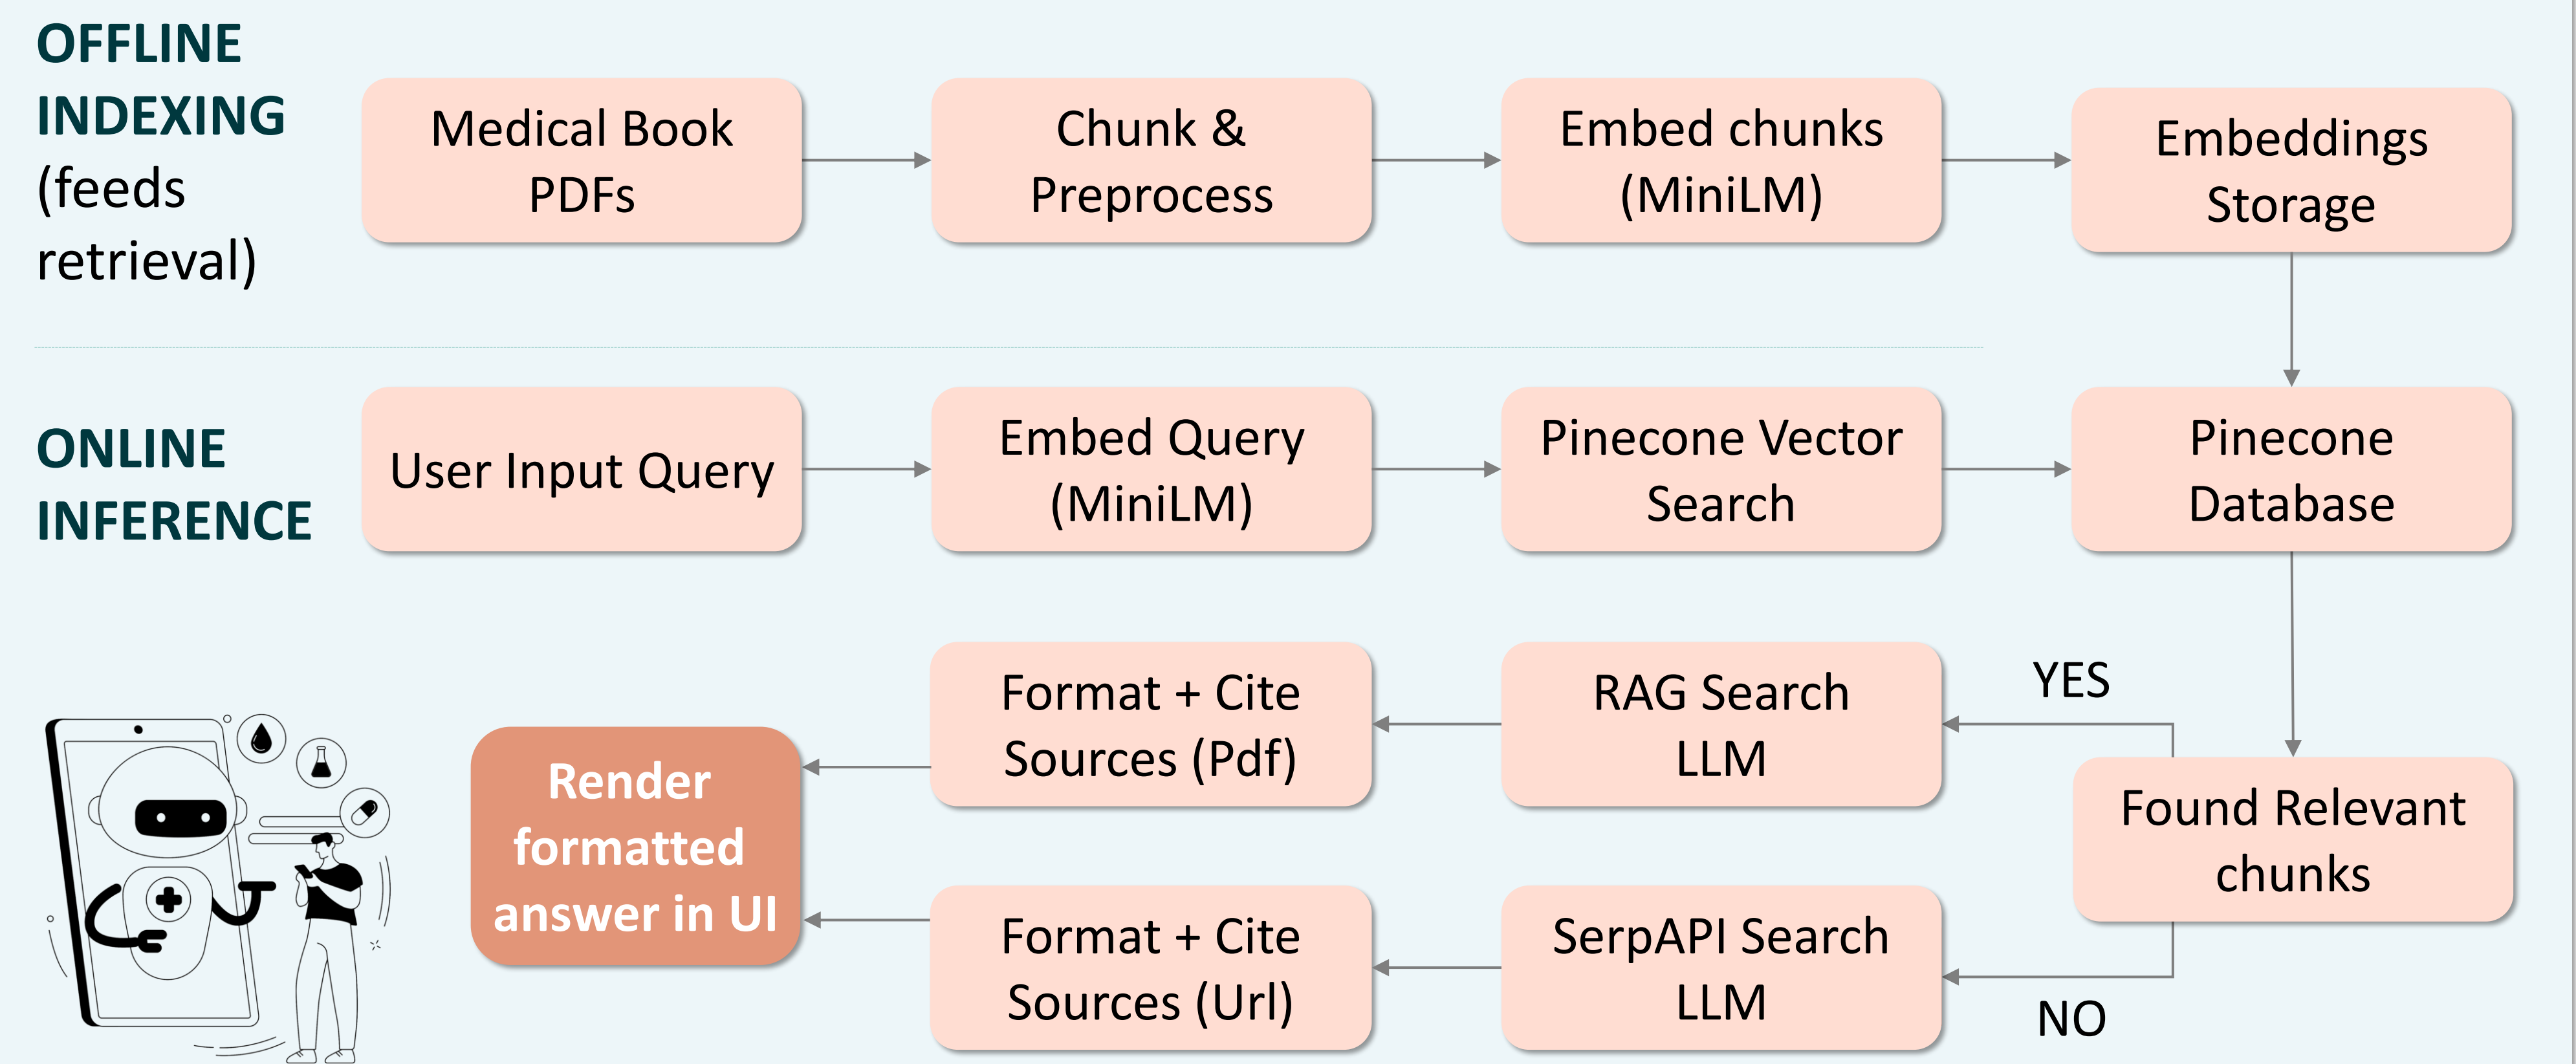 OFFLINE
INDEXING
(feeds
retrieval)
Medical Book
PDFs
Chunk &
Preprocess
Embed chunks
(MiniLM)
Embeddings
Storage
ONLINE
INFERENCE
User Input Query
Embed Query
(MiniLM)
Pinecone Vector
Search
Pinecone
Database
YES
Found Relevant
chunks
NO
RAG Search
LLM
Format + Cite
Sources (Pdf)
SerpAPI Search
LLM
Format + Cite
Sources (Url)
Render
formatted
answer in UI